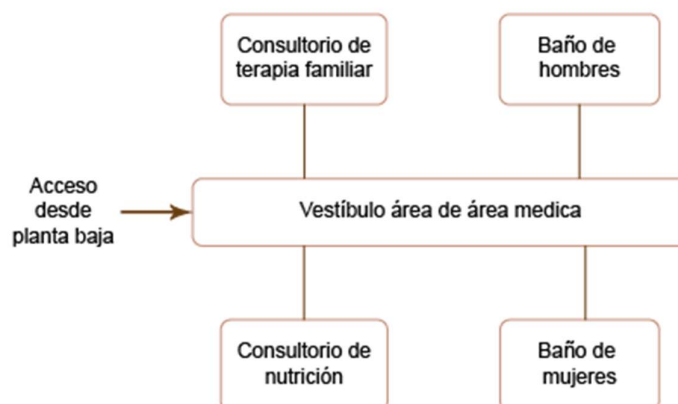 Consultorio de
terapia familiar
Baño de
hombres
Acceso
desde
planta baja
Vestíbulo área de área medica
Consultorio de
nutrición
Baño de
mujeres